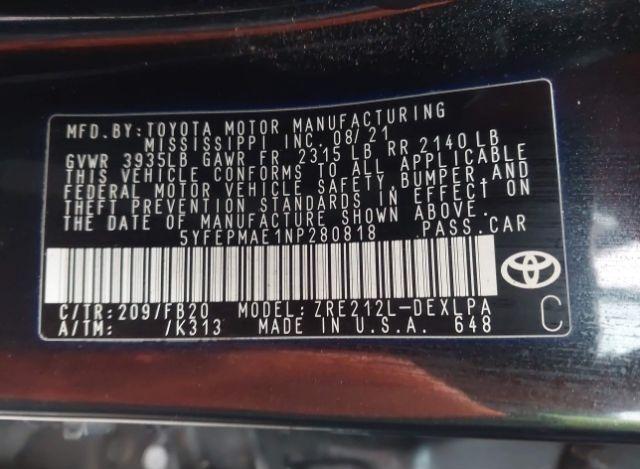 MFD. BY: TOYOTA MOTOR MANUFACTURING
MISSISSIPPI INC. 08/21
GVWR 3935LB GAWR FR 2315 LB RR 2140 LB
THIS VEHICLE CONFORMS TO ALL APPLICABLE
FEDERAL MOTOR VEHICLE SAFETY, BUMPER, AND
THEFT PREVENTION STANDARDS IN EFFECT ON
THE DATE OF MANUFACTURE SHOWN ABOVE.
5YFEPMAE1NP280818 PASS. CAR
C/TR: 209/FB20 MODEL: ZRE212L-DEXLPA
A/TM: /K313 MADE IN U.S.A. 648 C